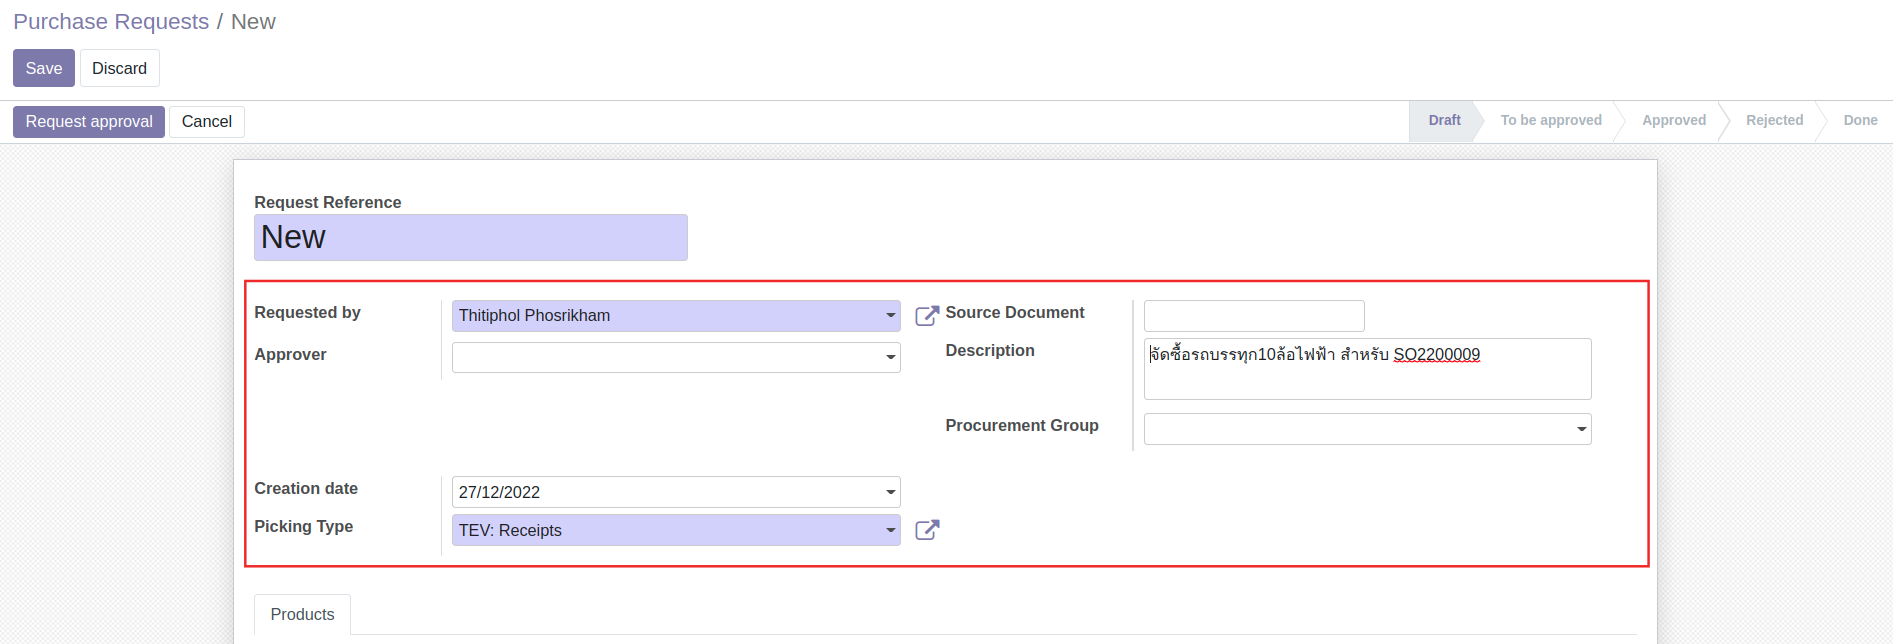 Purchase Requests / New
Save Discard
Request approval Cancel
Draft To be approved Approved Rejected Done
Request Reference
New
Requested by Thitiphol Phosrikham
Source Document
Approver
Description จัดซื้อรถบรรทุก10ล้อไฟฟ้า สำหรับ SO2200009
Procurement Group
Creation date 27/12/2022
Picking Type TEV: Receipts
Products